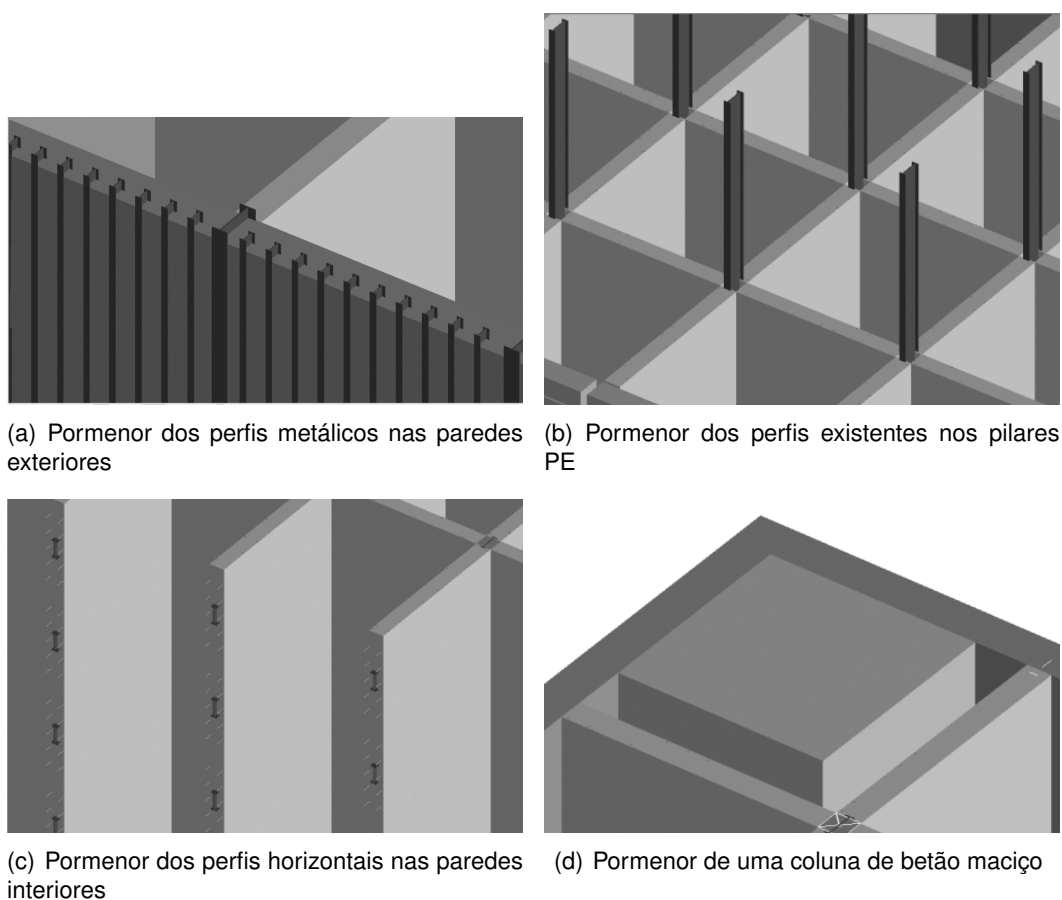 (a) Pormenor dos perfis metálicos nas paredes
exteriores
(b) Pormenor dos perfis existentes nos pilares
PE
(c) Pormenor dos perfis horizontais nas paredes
interiores
(d) Pormenor de uma coluna de betão maciço